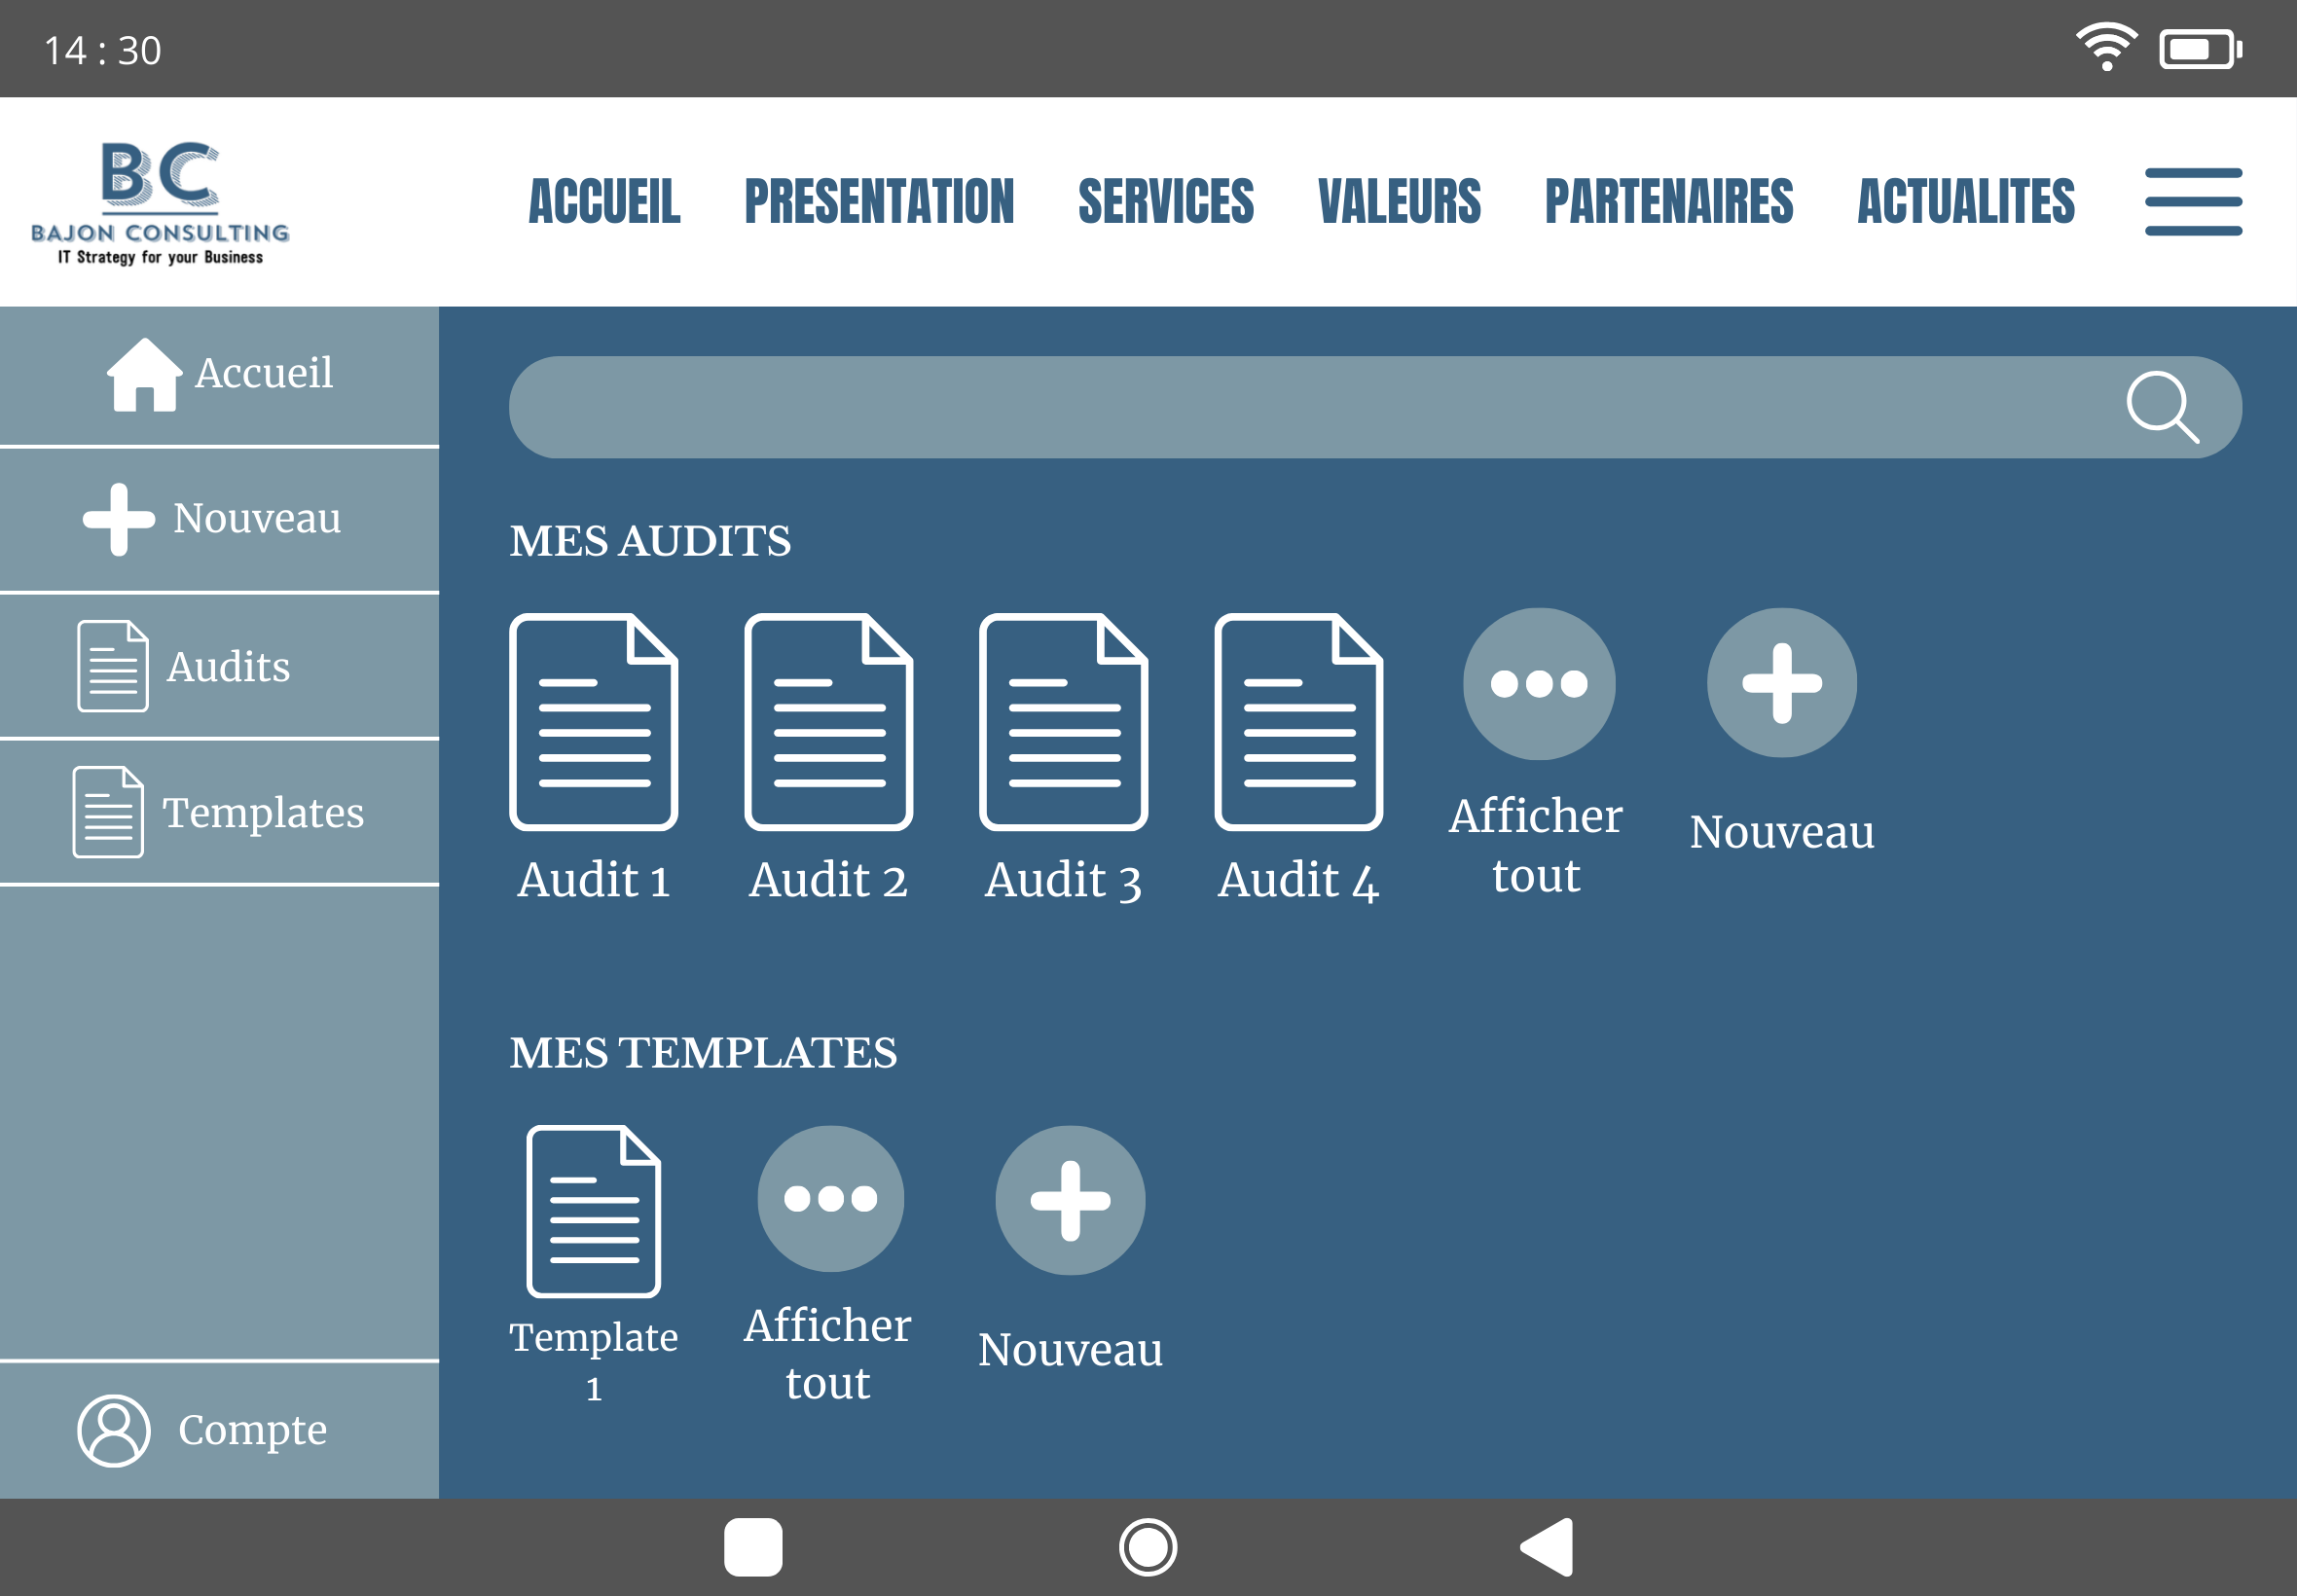 14 : 30
BC
BAJON CONSULTING
IT Strategy for your Business
ACCUEIL PRESENTATION SERVICES VALEURS PARTENAIRES ACTUALITES
Accueil
Nouveau
Audits
Templates
Compte
MES AUDITS
Audit 1 Audit 2 Audit 3 Audit 4
Afficher
tout
Nouveau
MES TEMPLATES
Template
1
Afficher
tout
Nouveau